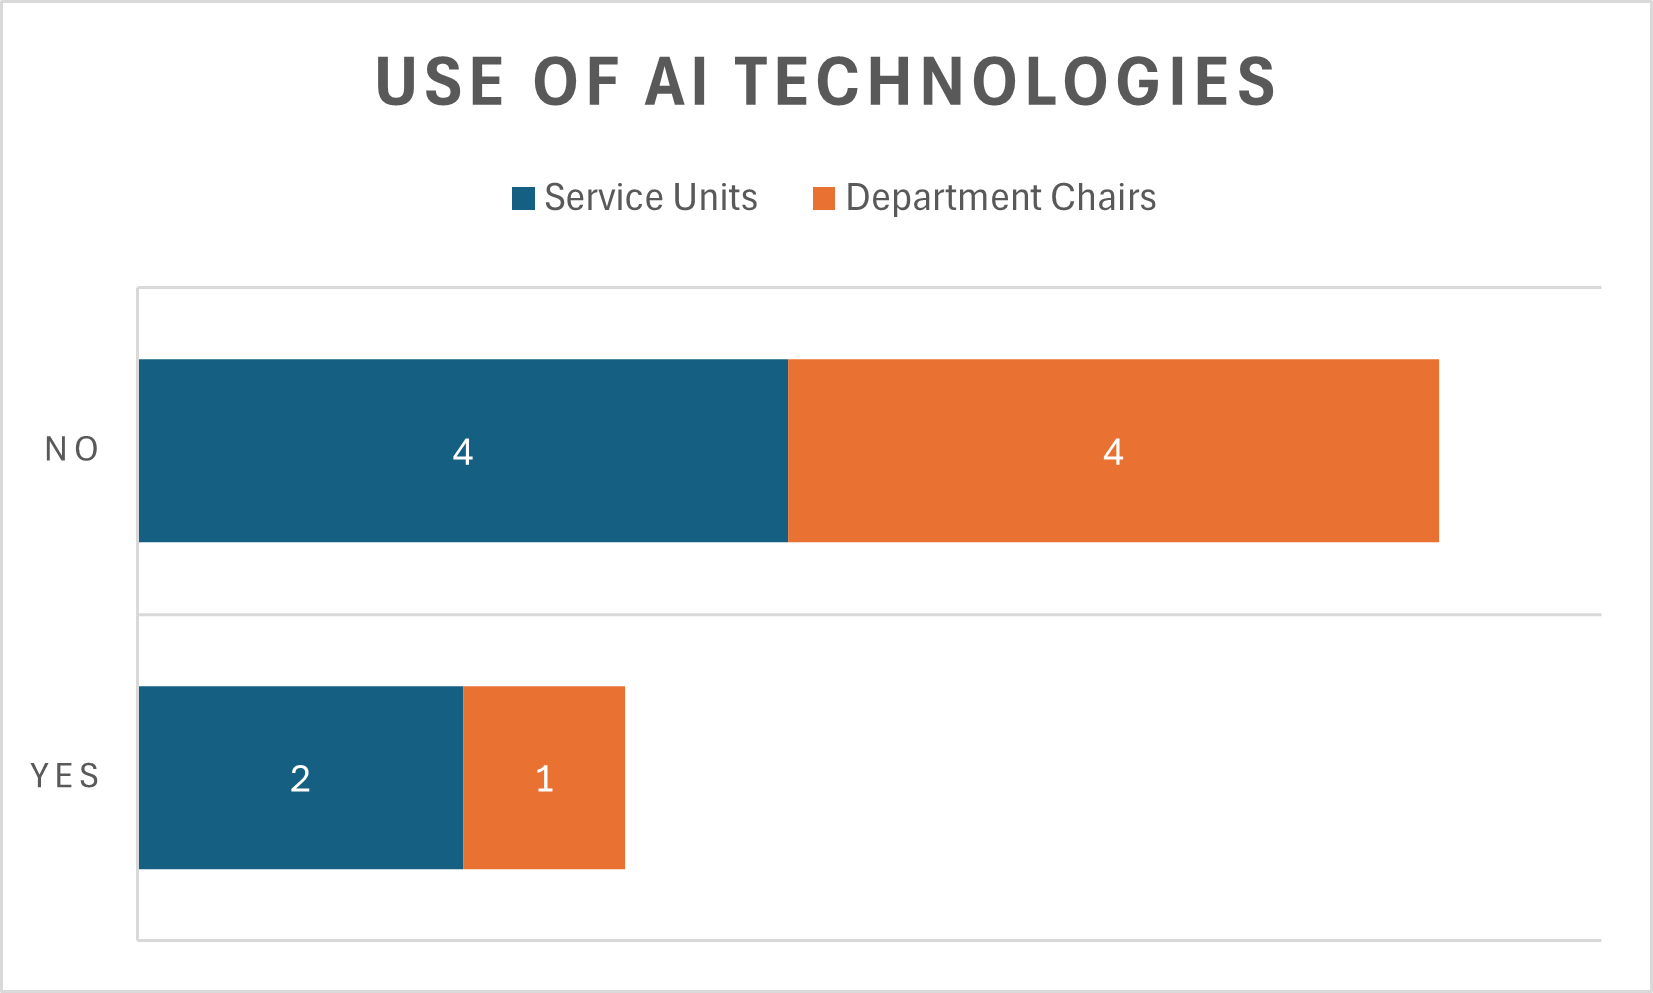 USE OF AI TECHNOLOGIES
Service Units Department Chairs
NO 4 4
YES 2 1